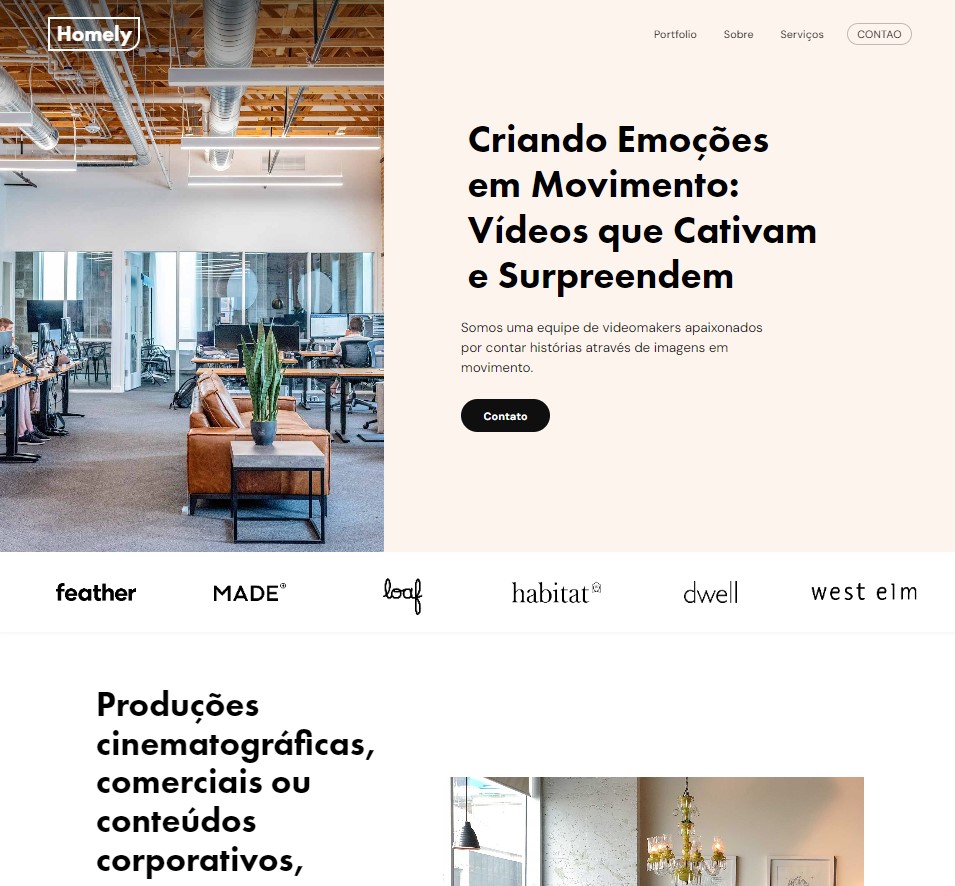 Homely
Portfolio Sobre Serviços CONTAO
Criando Emoções
em Movimento:
Vídeos que Cativam
e Surpreendem
Somos uma equipe de videomakers apaixonados
por contar histórias através de imagens em
movimento.
Contato
feather MADE loaf habitat dwell west elm
Produções
cinematográficas,
comerciais ou
conteúdos
corporativos,